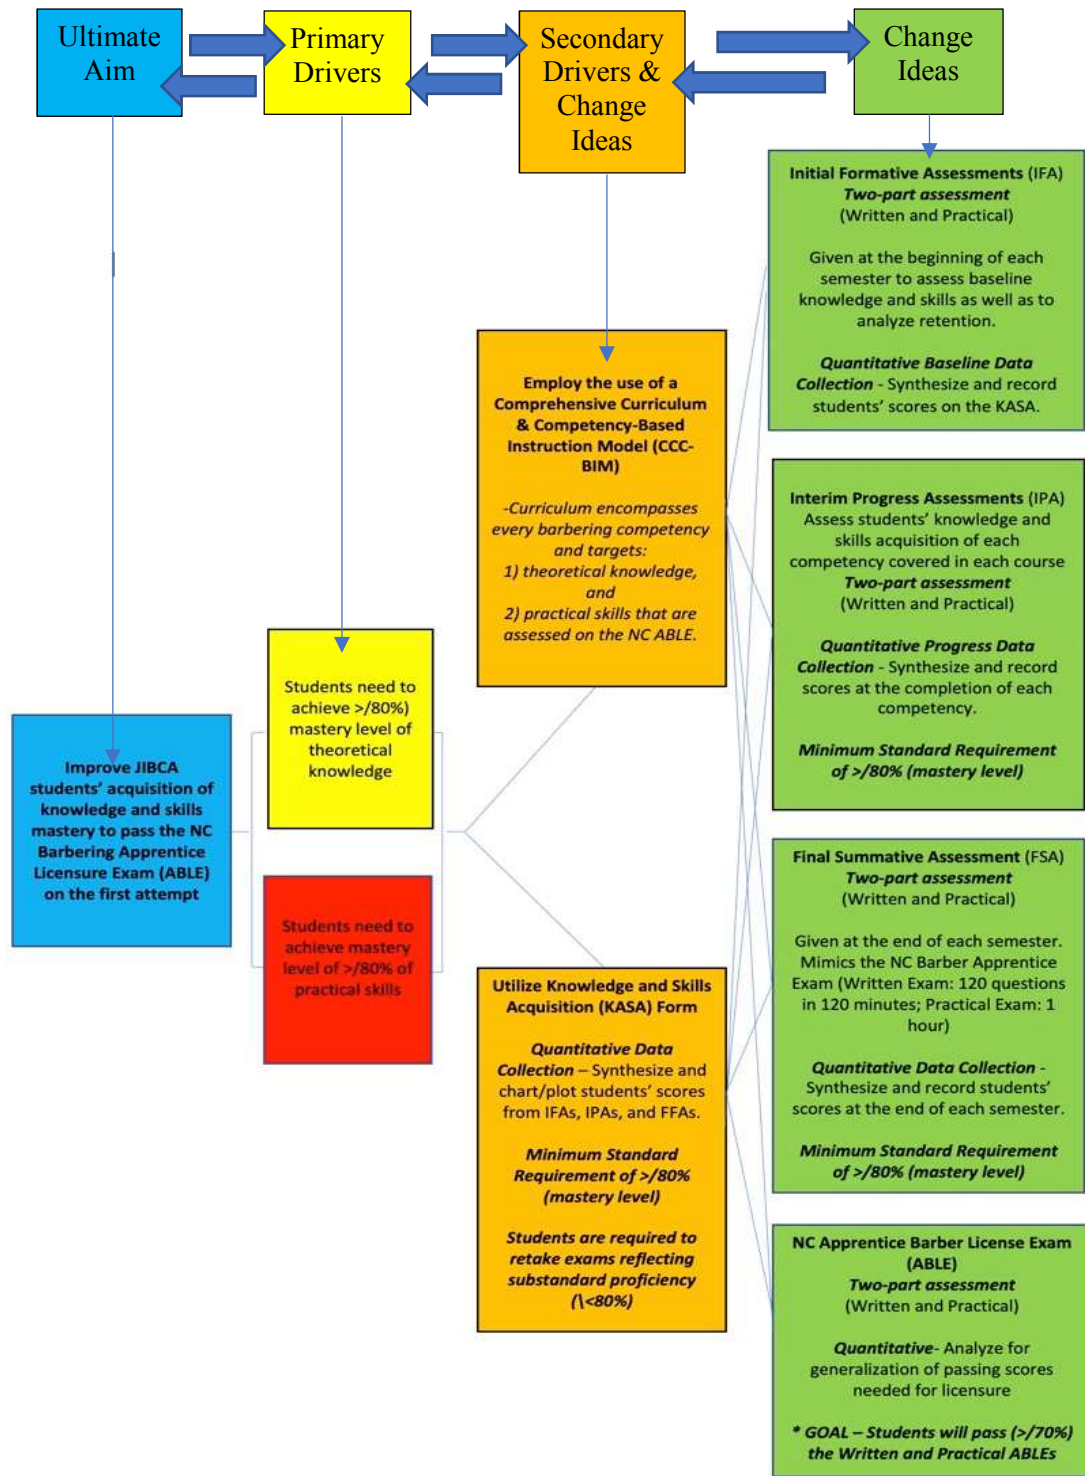 Ultimate
Aim
Primary
Drivers
Secondary
Drivers &
Change
Ideas
Change
Ideas
Improve JIBCA
students' acquisition of
knowledge and skills
mastery to pass the NC
Barbering Apprentice
Licensure Exam (ABLE)
on the first attempt
Students need to
achieve >/80%)
mastery level of
theoretical
knowledge
Students need to
achieve mastery
level of >/80% of
practical skills
Employ the use of a
Comprehensive Curriculum
& Competency-Based
Instruction Model (CCC-
BIM)
-Curriculum encompasses
every barbering competency
and targets:
1) theoretical knowledge,
and
2) practical skills that are
assessed on the NC ABLE.
Utilize Knowledge and Skills
Acquisition (KASA) Form
Quantitative Data
Collection – Synthesize and
chart/plot students' scores
from IFAs, IPAs, and FFAs.
Minimum Standard
Requirement of >/80%
(mastery level)
Students are required to
retake exams reflecting
substandard proficiency
(\<80%)
Initial Formative Assessments (IFA)
Two-part assessment
(Written and Practical)
Given at the beginning of each
semester to assess baseline
knowledge and skills as well as to
analyze retention.
Quantitative Baseline Data
Collection - Synthesize and record
students' scores on the KASA.
Interim Progress Assessments (IPA)
Assess students' knowledge and
skills acquisition of each
competency covered in each course
Two-part assessment
(Written and Practical)
Quantitative Progress Data
Collection - Synthesize and record
scores at the completion of each
competency.
Minimum Standard Requirement
of >/80% (mastery level)
Final Summative Assessment (FSA)
Two-part assessment
(Written and Practical)
Given at the end of each semester.
Mimics the NC Barber Apprentice
Exam (Written Exam: 120 questions
in 120 minutes; Practical Exam: 1
hour)
Quantitative Data Collection -
Synthesize and record students'
scores at the end of each semester.
Minimum Standard Requirement
of >/80% (mastery level)
NC Apprentice Barber License Exam
(ABLE)
Two-part assessment
(Written and Practical)
Quantitative- Analyze for
generalization of passing scores
needed for licensure
* GOAL – Students will pass (>/70%)
the Written and Practical ABLEs